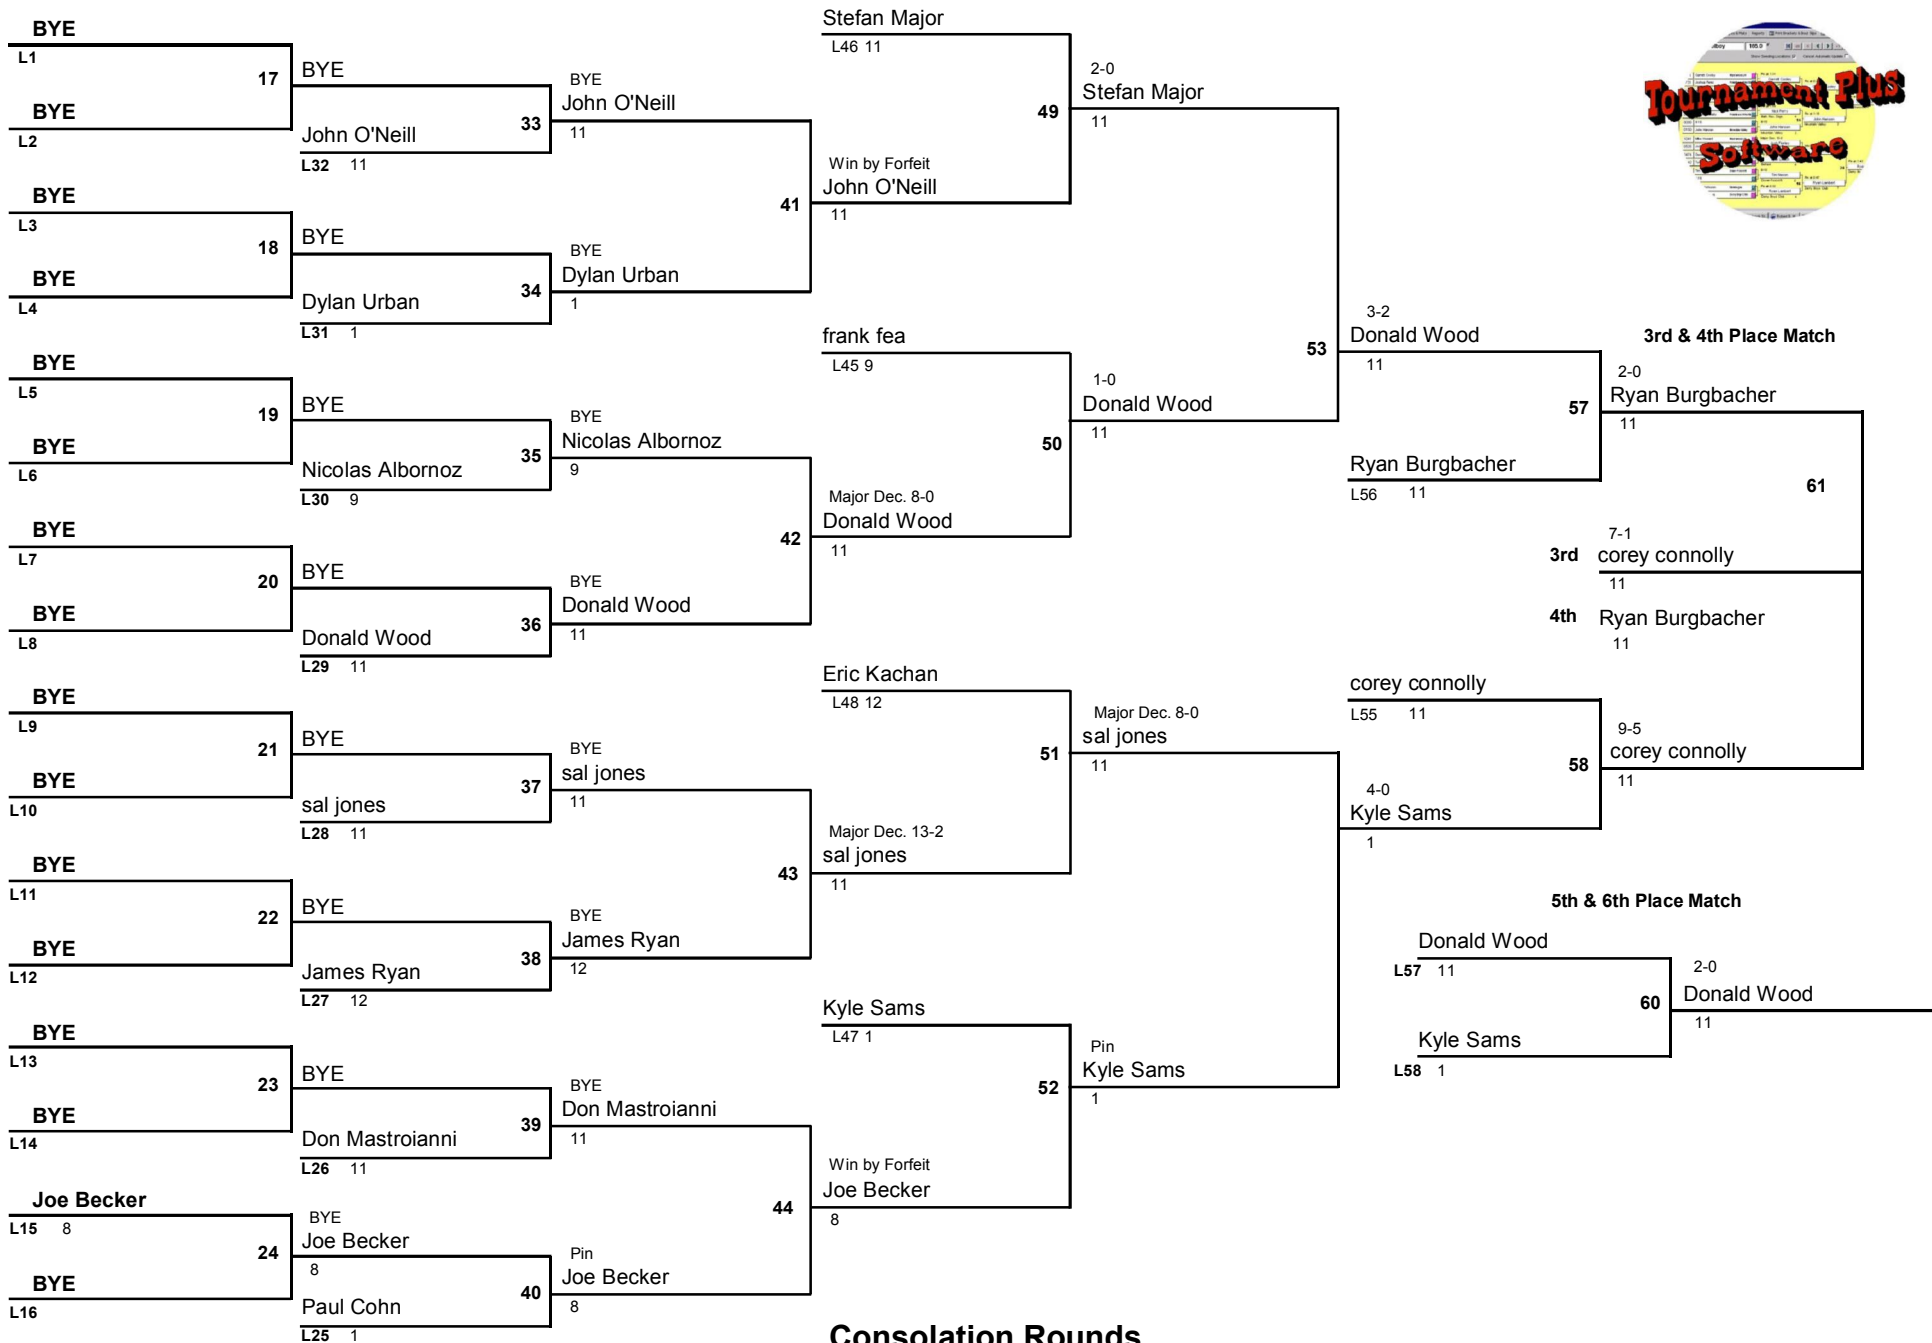 BYE
L1
17
BYE
L2
BYE
John O'Neill
L32 11
33
BYE
John O'Neill
11
BYE
L3
18
BYE
L4
BYE
Dylan Urban
L31 1
34
BYE
Dylan Urban
1
41
Win by Forfeit
John O'Neill
11
Stefan Major
L46 11
49
2-0
Stefan Major
11
BYE
L5
19
BYE
L6
BYE
Nicolas Albornoz
L30 9
35
BYE
Nicolas Albornoz
9
BYE
L7
20
BYE
L8
BYE
Donald Wood
L29 11
36
BYE
Donald Wood
11
42
Major Dec. 8-0
Donald Wood
11
frank fea
L45 9
50
1-0
Donald Wood
11
53
3-2
Donald Wood
11
Ryan Burgbacher
L56 11
57
3rd & 4th Place Match
2-0
Ryan Burgbacher
11
61
7-1
3rd corey connolly
11
4th Ryan Burgbacher
11
BYE
L9
21
BYE
L10
BYE
sal jones
L28 11
37
BYE
sal jones
11
BYE
L11
22
BYE
L12
BYE
James Ryan
L27 12
38
BYE
James Ryan
12
43
Major Dec. 13-2
sal jones
11
Eric Kachan
L48 12
51
Major Dec. 8-0
sal jones
11
BYE
L13
23
BYE
L14
BYE
Don Mastroianni
L26 11
39
BYE
Don Mastroianni
11
Joe Becker
L15 8
24
BYE
L16
BYE
Joe Becker
8
Paul Cohn
L25 1
40
Pin
Joe Becker
8
44
Win by Forfeit
Joe Becker
8
Kyle Sams
L47 1
52
Pin
Kyle Sams
1
4-0
Kyle Sams
1
corey connolly
L55 11
58
9-5
corey connolly
11
5th & 6th Place Match
Donald Wood
L57 11
60
Kyle Sams
L58 1
2-0
Donald Wood
11
Tournament Plus
Software
Consolation Rounds